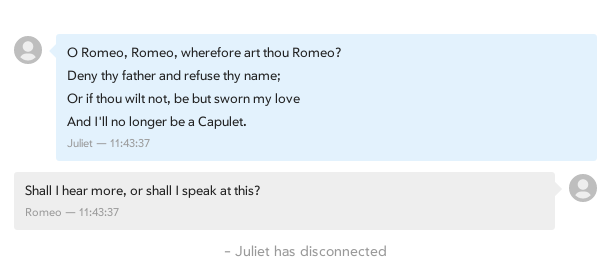 O Romeo, Romeo, wherefore art thou Romeo?
Deny thy father and refuse thy name;
Or if thou wilt not, be but sworn my love
And I'll no longer be a Capulet.
Juliet — 11:43:37
Shall I hear more, or shall I speak at this?
Romeo — 11:43:37
– Juliet has disconnected